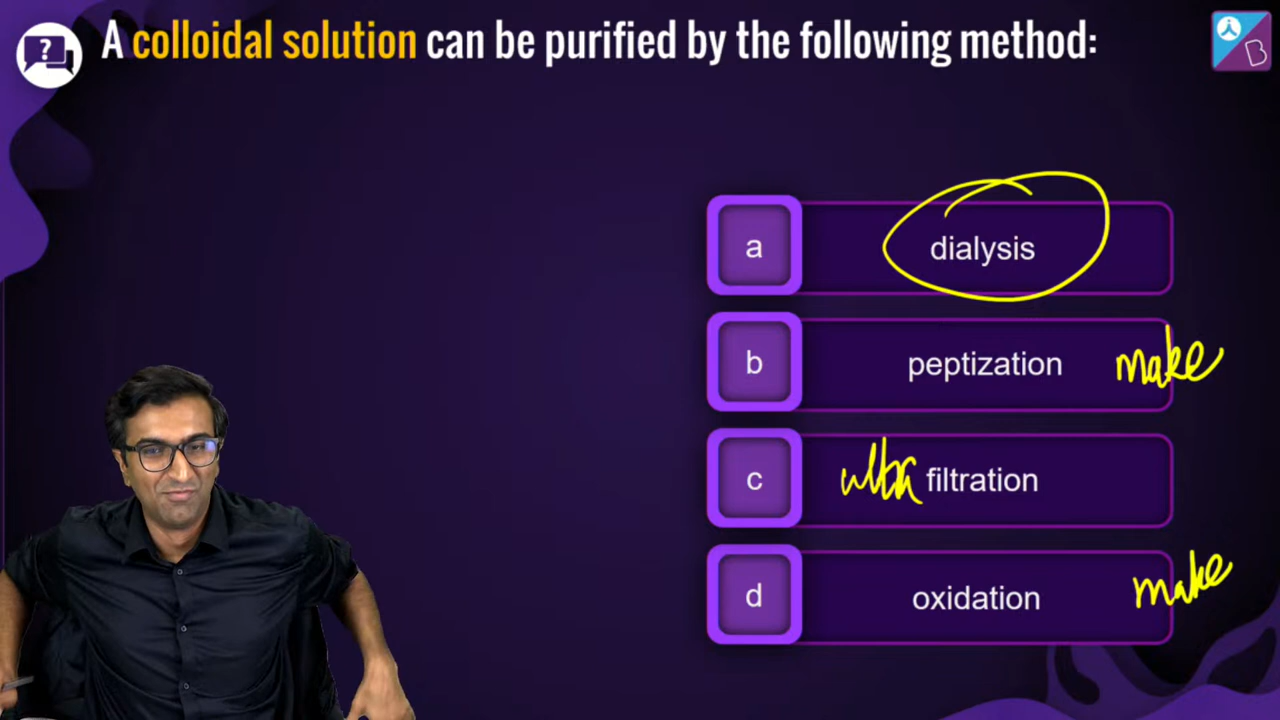 A colloidal solution can be purified by the following method:
a dialysis
b peptization make
c ultra filtration
d oxidation make